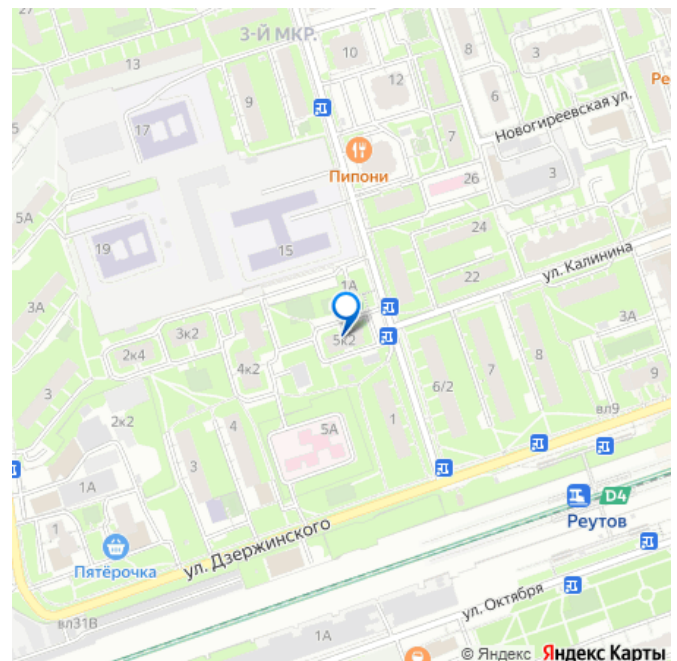 27
3-Й МКР.
13
10
8
3
12
9
6
Ре
17
5
Новогиреевская ул.
7
Пипони
26
3
5А
19
15
24
ул. Калинина
22
1А
3А
3к2
5к2
3А
2к4
4к2
6/2
7
8
9
3
2к2
4
5А
1
вл9
3
1А
D4
Реутов
1
Пятёрочка
ул. Дзержинского
ул. Октября
вл31В
1А
© Яндекс Яндекс Карты